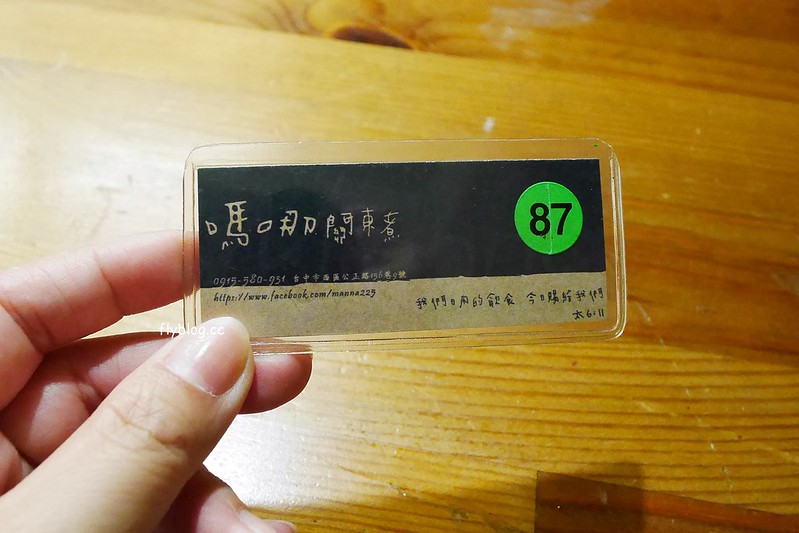 嗎哪關東煮
87
0915-580-951 台中市西區公正路156巷9號
https://www.facebook.com/manna225
我們日用的飲食 今日賜給我們
太6:11
flyblog.cc